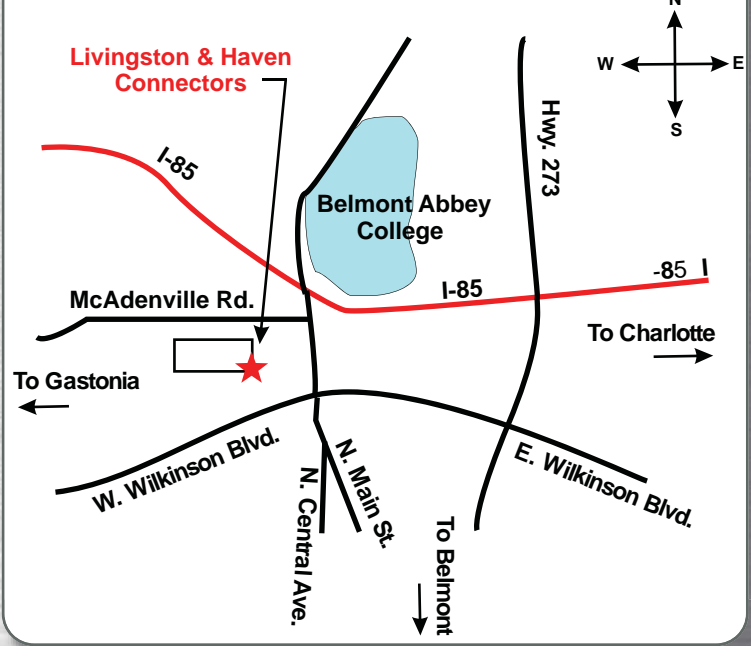 N
Livingston & Haven
Connectors
W
E
S
I-85
Hwy. 273
Belmont Abbey
College
-85 I
I-85
McAdenville Rd.
To Charlotte
To Gastonia
W. Wilkinson Blvd.
E. Wilkinson Blvd.
N. Main St.
N. Central Ave.
To Belmont